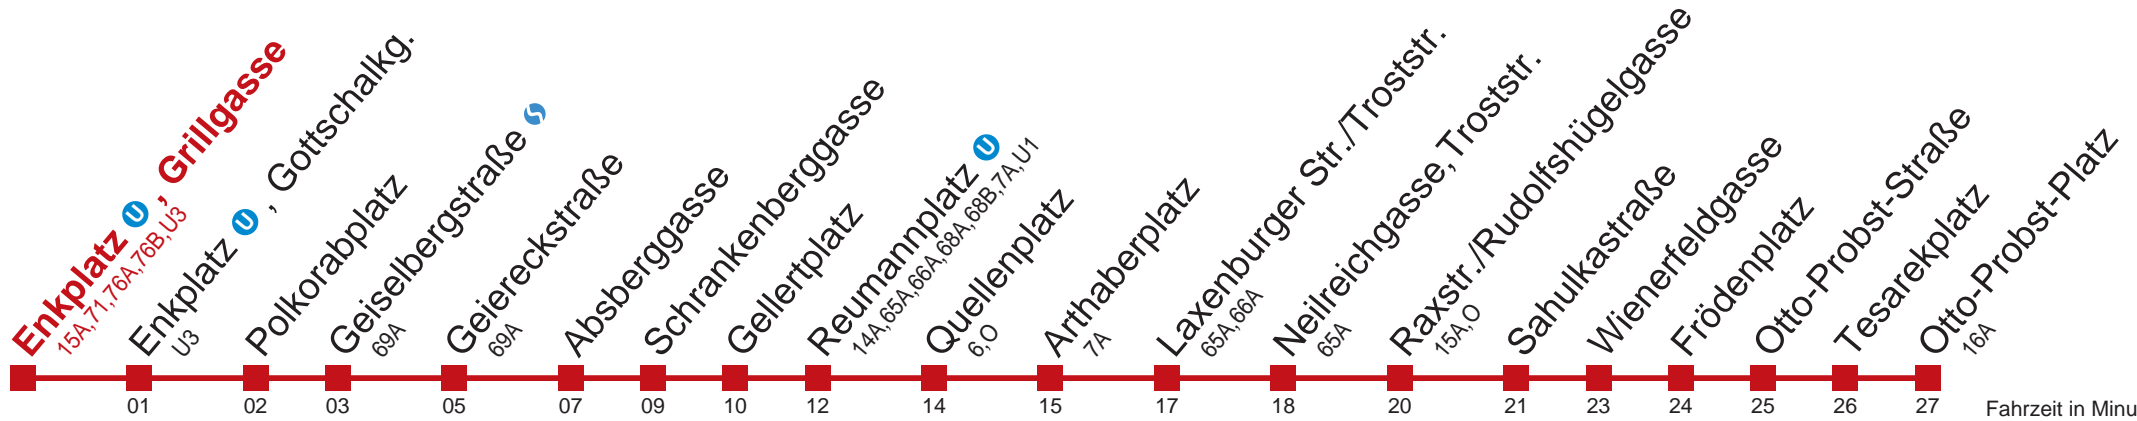 Enkplatz U , Grillgasse
15A,71,76A,76B,U3
Enkplatz U , Gottschalkg.
U3
Polkorabplatz
Geiselbergstraße S
69A
Geiereckstraße
69A
Absberggasse
Schrankenberggasse
Gellertplatz
Reumannplatz U
14A,65A,66A,68A,68B,7A,U1
Quellenplatz
6,O
Arthaberplatz
7A
Laxenburger Str./Troststr.
65A,66A
Neilreichgasse,Troststr.
65A
Raxstr./Rudolfshügelgasse
15A,O
Sahulkastraße
Wienerfeldgasse
Frödenplatz
Otto-Probst-Straße
Tesarekplatz
Otto-Probst-Platz
16A
01 02 03 05 07 09 10 12 14 15 17 18 20 21 23 24 25 26 27 Fahrzeit in Minu